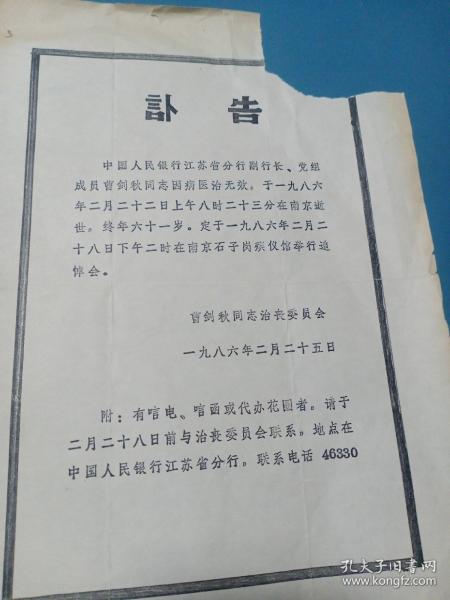 讣告
中国人民银行江苏省分行副行长、党组
成员曹剑秋同志因病医治无效。于一九八六
年二月二十二日上午八时二十三分在南京逝
世。终年六十一岁。定于一九八六年二月二
十八日下午二时在南京石子岗殡仪馆举行追
悼会。
曹剑秋同志治丧委员会
一九八六年二月二十五日
附：有唁电、唁函或代办花圈者。请于
二月二十八日前与治丧委员会联系。地点在
中国人民银行江苏省分行。联系电话 46330
孔夫子旧书网
www.kongfz.com